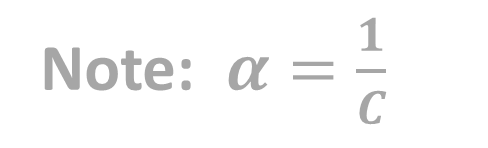 Note: α = 1/C